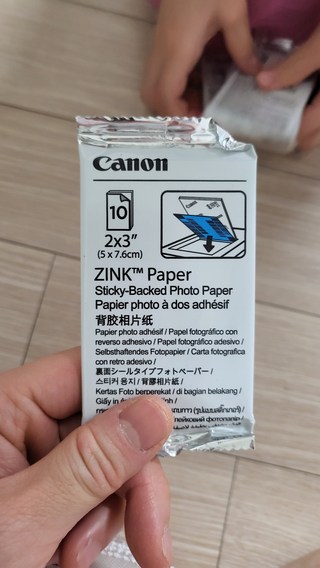 Canon
10
2x3"
(5 x 7.6cm)
ZINK™ Paper
Sticky-Backed Photo Paper
Papier photo à dos adhésif
背胶相片纸
Papier photo adhésif / Papel fotográfico con
reverso adhesivo / Papel fotográfico adesivo /
Selbsthaftendes Fotopapier / Carta fotografica
con retro adesivo /
裏面シールタイプフォトペーパー /
스티커 용지 / 背膠相片紙 /
Kertas Foto berperekat / di bagian belakang /
Giấy in